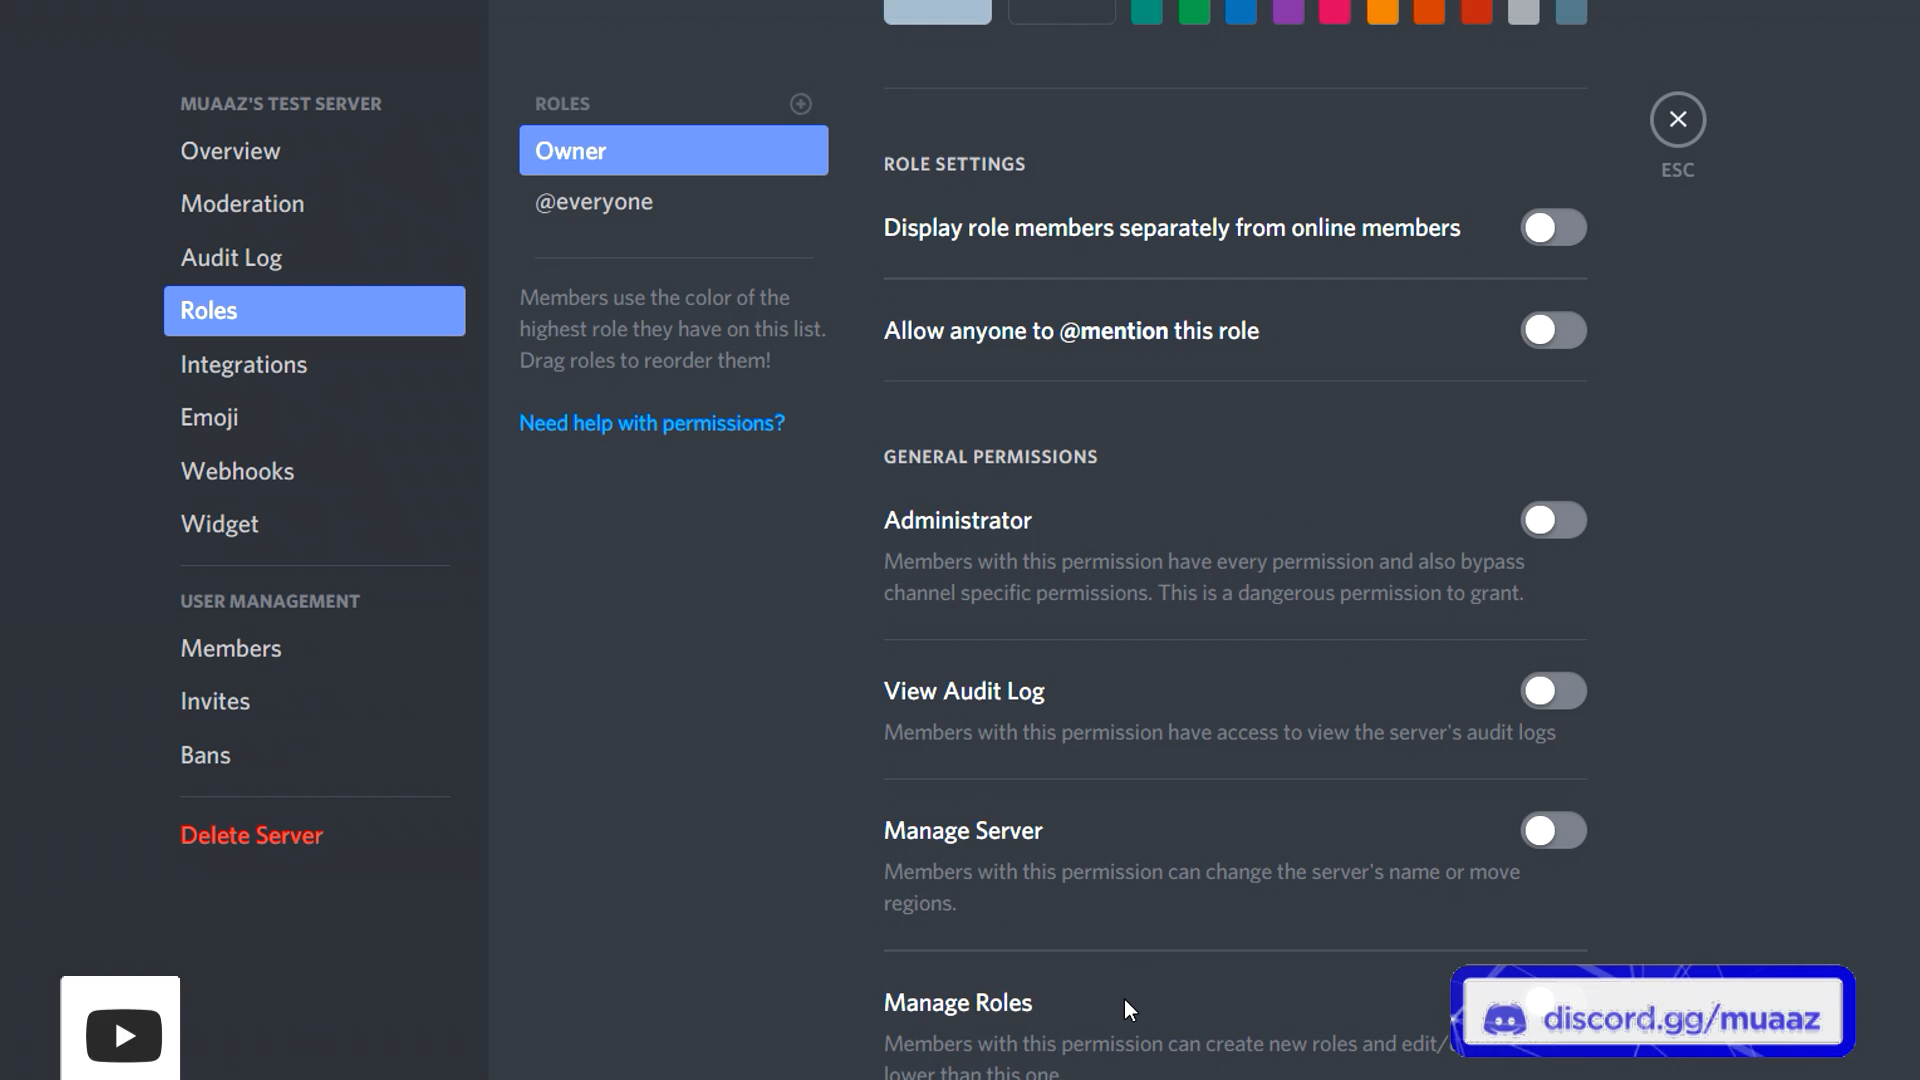 MUAAZ'S TEST SERVER
Overview
Moderation
Audit Log
Roles
Integrations
Emoji
Webhooks
Widget
USER MANAGEMENT
Members
Invites
Bans
Delete Server
ROLES
Owner
@everyone
Members use the color of the
highest role they have on this list.
Drag roles to reorder them!
Need help with permissions?
ROLE SETTINGS
Display role members separately from online members
Allow anyone to @mention this role
GENERAL PERMISSIONS
Administrator
Members with this permission have every permission and also bypass
channel specific permissions. This is a dangerous permission to grant.
View Audit Log
Members with this permission have access to view the server's audit logs
Manage Server
Members with this permission can change the server's name or move
regions.
Manage Roles
Members with this permission can create new roles and edit/
lower than this one.
ESC
discord.gg/muaaz